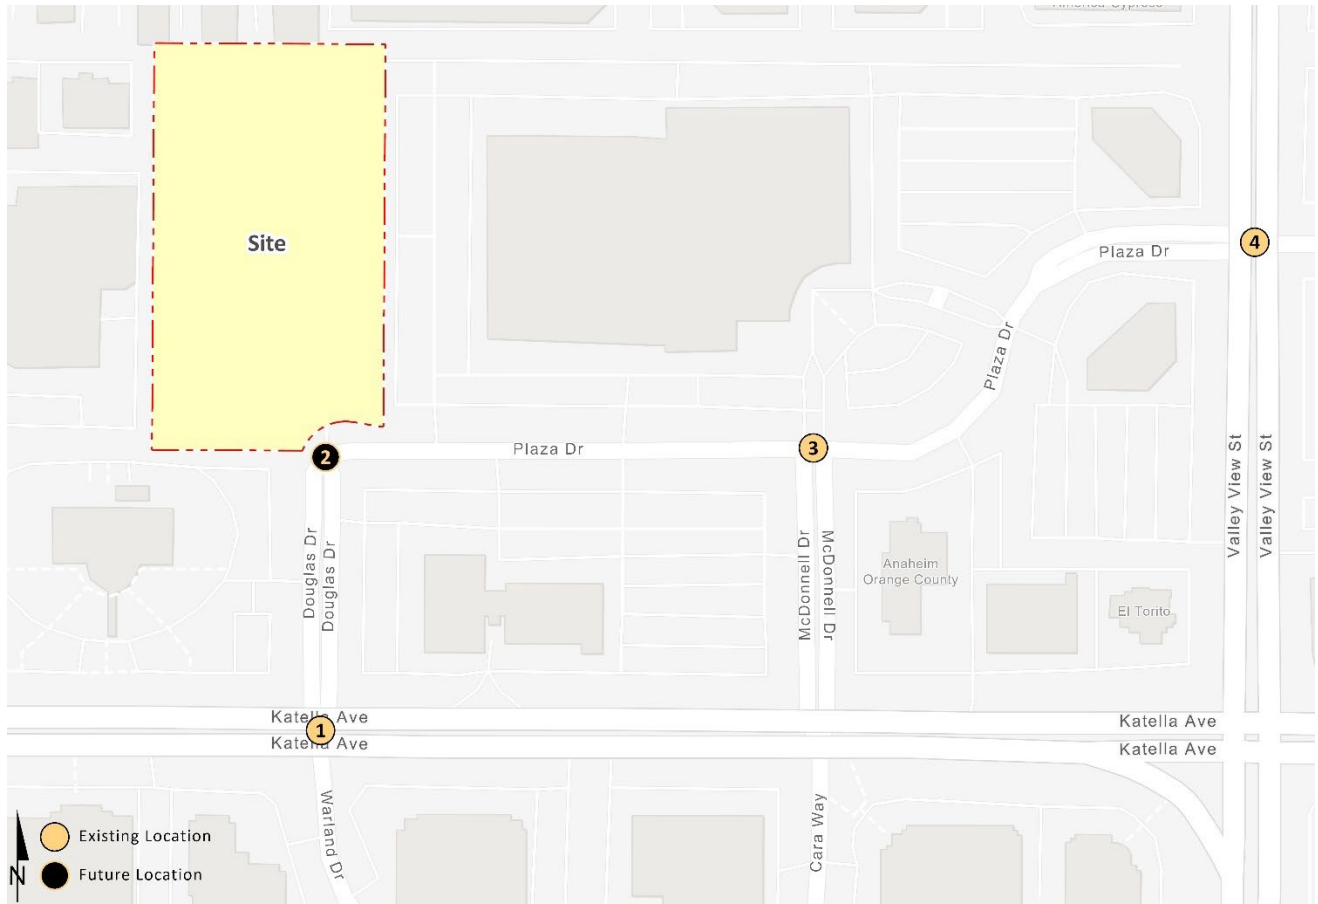 America Cypress
Site
4
Plaza Dr
Plaza Dr
2
Plaza Dr
3
Valley View St
Valley View St
Douglas Dr
Douglas Dr
McDonnell Dr
McDonnell Dr
Anaheim
Orange County
El Torito
Katella Ave
1
Katella Ave
Katella Ave
Katella Ave
Warland Dr
Cara Way
Existing Location
Future Location
N